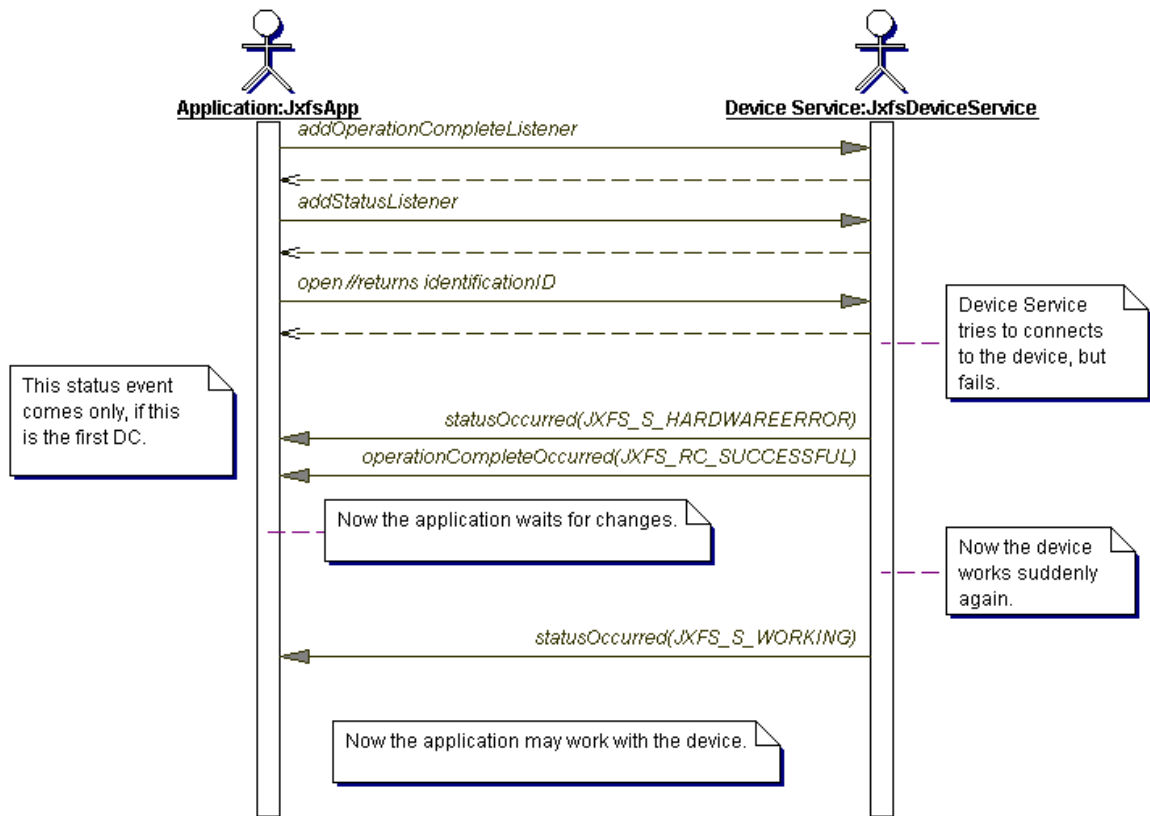 Application:JxfsApp
Device Service:JxfsDeviceService
addOperationCompleteListener
addStatusListener
open //returns identificationID
Device Service
tries to connects
to the device, but
fails.
This status event
comes only, if this
is the first DC.
statusOccurred(JXFS_S_HARDWAREERROR)
operationCompleteOccurred(JXFS_RC_SUCCESSFUL)
Now the application waits for changes.
Now the device
works suddenly
again.
statusOccurred(JXFS_S_WORKING)
Now the application may work with the device.